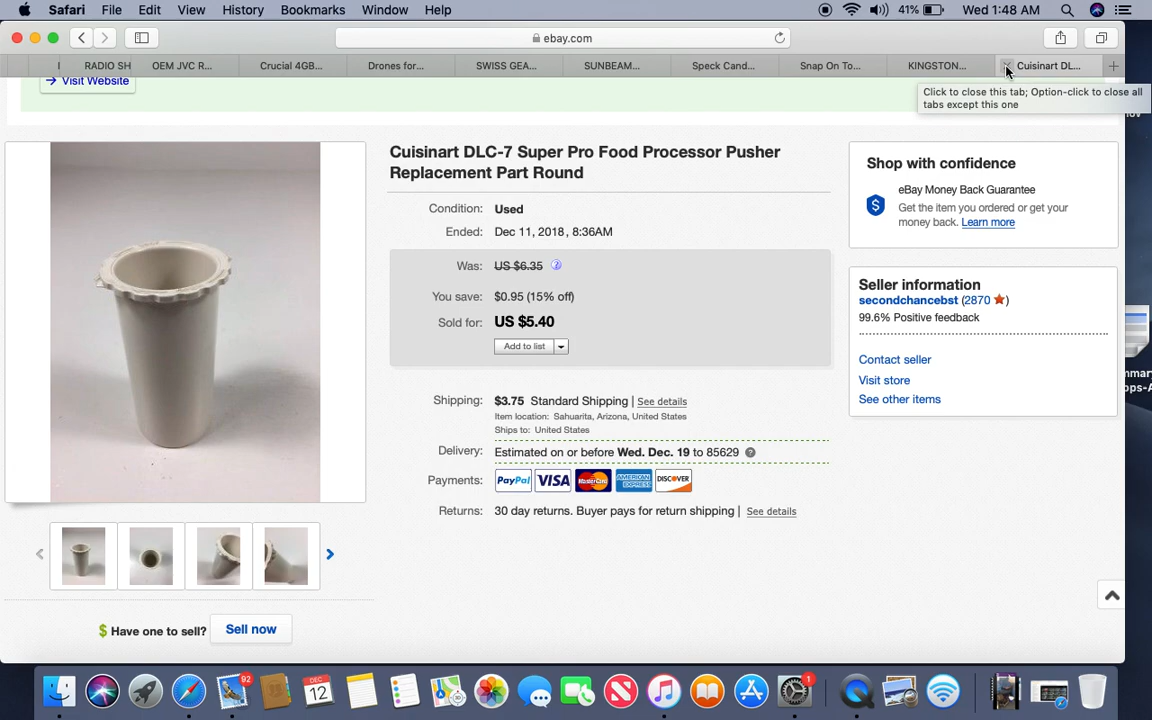 Safari File Edit View History Bookmarks Window Help 41% Wed 1:48 AM
ebay.com
RADIO SH OEM JVC R... Crucial 4GB... Drones for... SWISS GEA... SUNBEAM... Speck Cand... Snap On To... KINGSTON... Cuisinart DL...
Click to close this tab; Option-click to close all
tabs except this one
→ Visit Website
Cuisinart DLC-7 Super Pro Food Processor Pusher
Replacement Part Round
Condition: Used
Ended: Dec 11, 2018 , 8:36AM
Was: US $6.35 ?
You save: $0.95 (15% off)
Sold for: US $5.40
Add to list
Shipping: $3.75 Standard Shipping | See details
Item location: Sahuarita, Arizona, United States
Ships to: United States
Delivery: Estimated on or before Wed. Dec. 19 to 85629 ?
Payments: PayPal VISA MasterCard AMERICAN EXPRESS DISCOVER
Returns: 30 day returns. Buyer pays for return shipping | See details
Shop with confidence
eBay Money Back Guarantee
Get the item you ordered or get your
money back. Learn more
Seller information
secondchancebst (2870 )
99.6% Positive feedback
Contact seller
Visit store
See other items
$ Have one to sell? Sell now
92
DEC
12
1